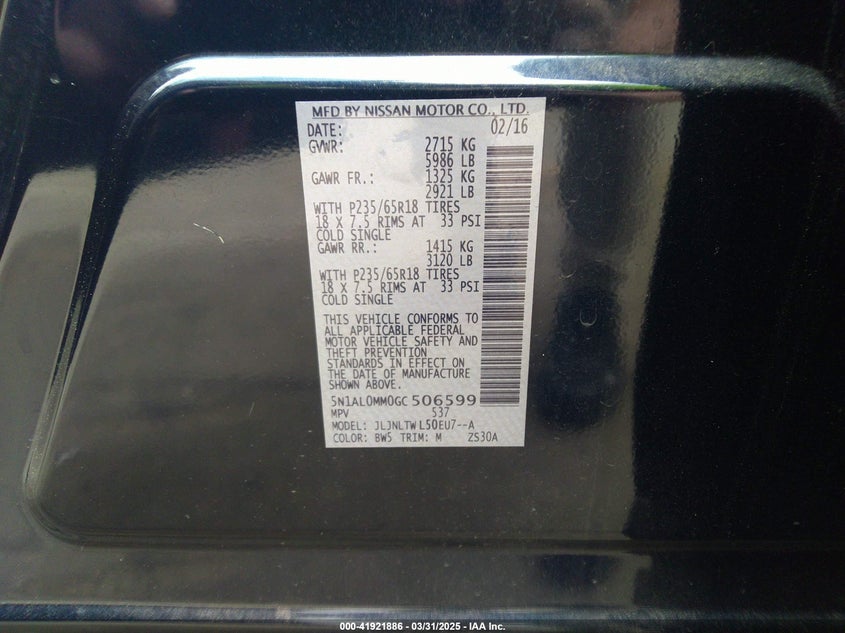 MFD BY NISSAN MOTOR CO., LTD.
DATE: 02/16
GVWR: 2715 KG
5986 LB
GAWR FR.: 1325 KG
2921 LB
WITH P235/65R18 TIRES
18 X 7.5 RIMS AT 33 PSI
COLD SINGLE
GAWR RR.: 1415 KG
3120 LB
WITH P235/65R18 TIRES
18 X 7.5 RIMS AT 33 PSI
COLD SINGLE
THIS VEHICLE CONFORMS TO
ALL APPLICABLE FEDERAL
MOTOR VEHICLE SAFETY AND
THEFT PREVENTION
STANDARDS IN EFFECT ON
THE DATE OF MANUFACTURE
SHOWN ABOVE.
5N1AL0MM0GC506599
MPV 537
MODEL: JLJNLTWL50EU7--A
COLOR: BW5 TRIM: M ZS30A
000-41921886 - 03/31/2025 - IAA Inc.